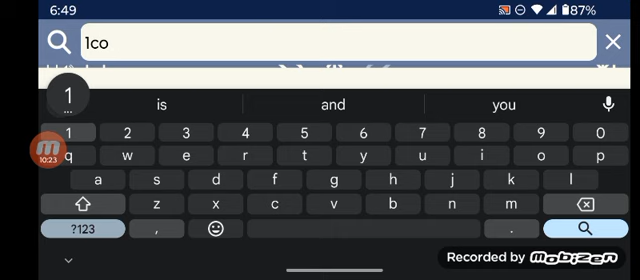 6:49 87%
1co
1
is and you
1 2 3 4 5 6 7 8 9 0
10:23
q w e r t y u i o p
a s d f g h j k l
z x c v b n m
?123 , .
Recorded by mobizen